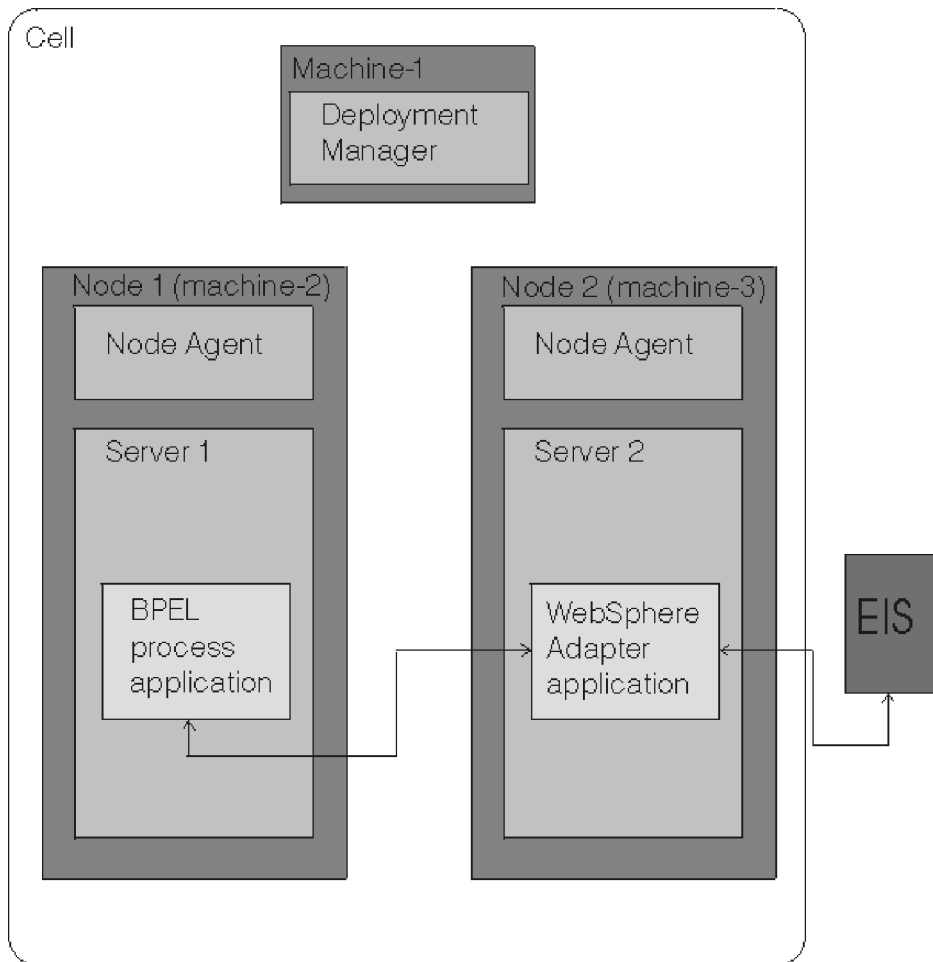 Cell
Machine-1
Deployment
Manager
Node 1 (machine-2)
Node Agent
Server 1
BPEL
process
application
Node 2 (machine-3)
Node Agent
Server 2
WebSphere
Adapter
application
EIS